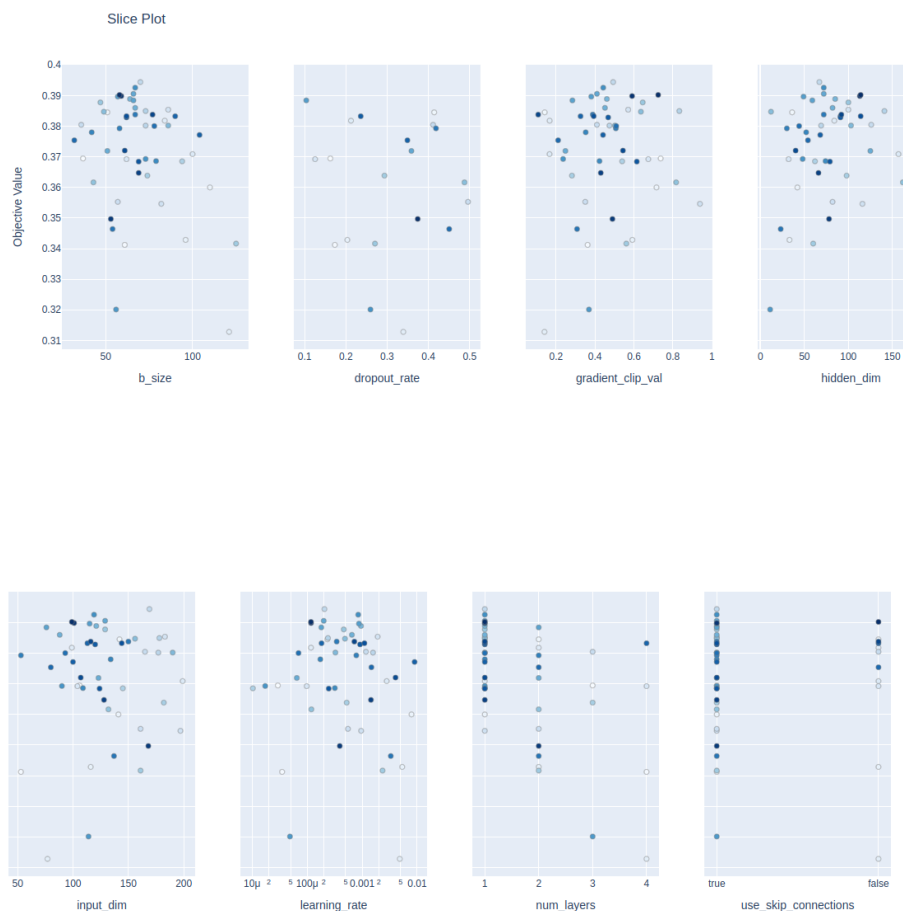 Slice Plot
0.4
0.39
0.38
0.37
0.36
0.35
0.34
0.33
0.32
0.31
Objective Value
50 100
0.1 0.2 0.3 0.4 0.5
0.2 0.4 0.6 0.8 1
0 50 100 150
b_size
dropout_rate
gradient_clip_val
hidden_dim
50 100 150 200
10μ 2 5 100μ 2 5 0.001 2 5 0.01
1 2 3 4
true false
input_dim
learning_rate
num_layers
use_skip_connections